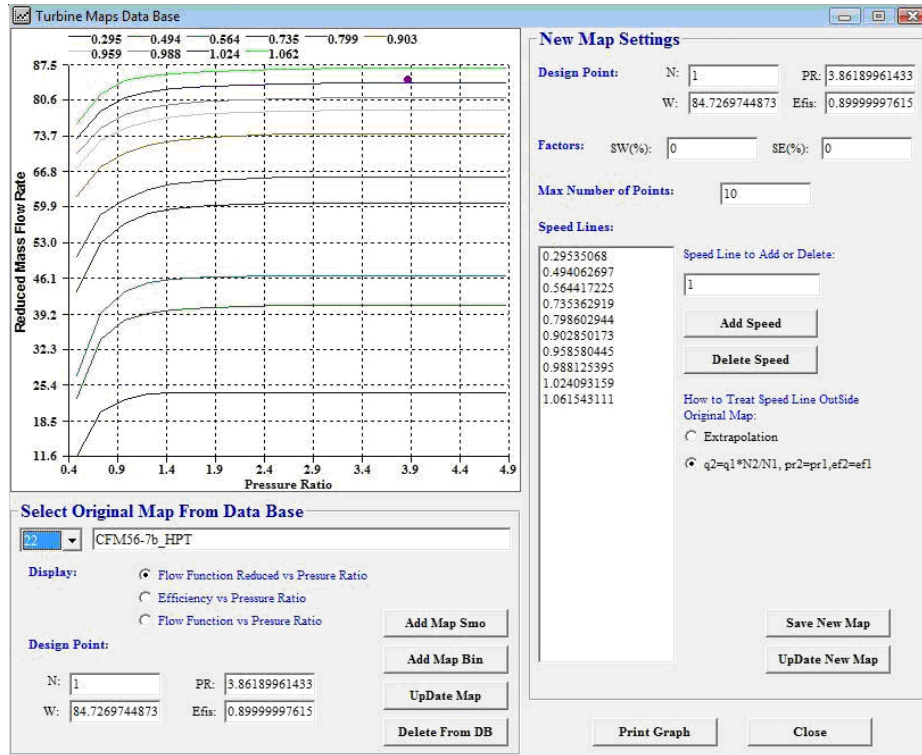 Turbine Maps Data Base
0.295 0.494 0.564 0.735 0.799 0.903
0.959 0.988 1.024 1.062
87.5
80.6
73.7
66.8
59.9
53.0
46.1
39.2
32.3
25.4
18.5
11.6
Reduced Mass Flow Rate
0.4 0.9 1.4 1.9 2.4 2.9 3.4 3.9 4.4 4.9
Pressure Ratio
Select Original Map From Data Base
22 CFM56-7b_HPT
Display:
Flow Function Reduced vs Presure Ratio
Efficiency vs Pressure Ratio
Flow Function vs Presure Ratio
Design Point:
N: 1 PR: 3.86189961433
W: 84.7269744873 Efis: 0.89999997615
Add Map Smo
Add Map Bin
UpDate Map
Delete From DB
New Map Settings
Design Point: N: 1 PR: 3.86189961433
W: 84.7269744873 Efis: 0.89999997615
Factors: SW(%): 0 SE(%): 0
Max Number of Points: 10
Speed Lines:
0.29535068
0.494062697
0.564417225
0.735362919
0.798602944
0.902850173
0.958580445
0.988125395
1.024093159
1.061543111
Speed Line to Add or Delete:
1
Add Speed
Delete Speed
How to Treat Speed Line OutSide
Original Map:
Extrapolation
q2=q1*N2/N1, pr2=pr1,ef2=ef1
Save New Map
UpDate New Map
Print Graph
Close